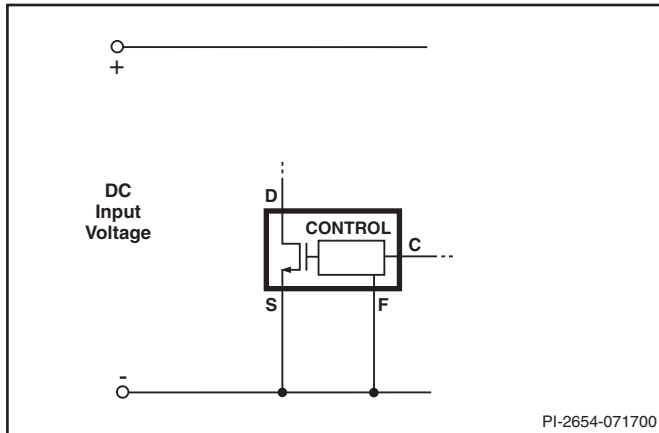 +
D
DC
Input
Voltage
CONTROL
C
S
F
-
PI-2654-071700